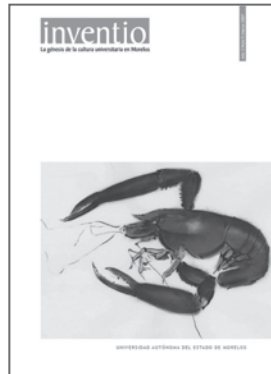 inventio
La génesis de la cultura universitaria en Morelos
UNIVERSIDAD AUTÓNOMA DEL ESTADO DE MORELOS